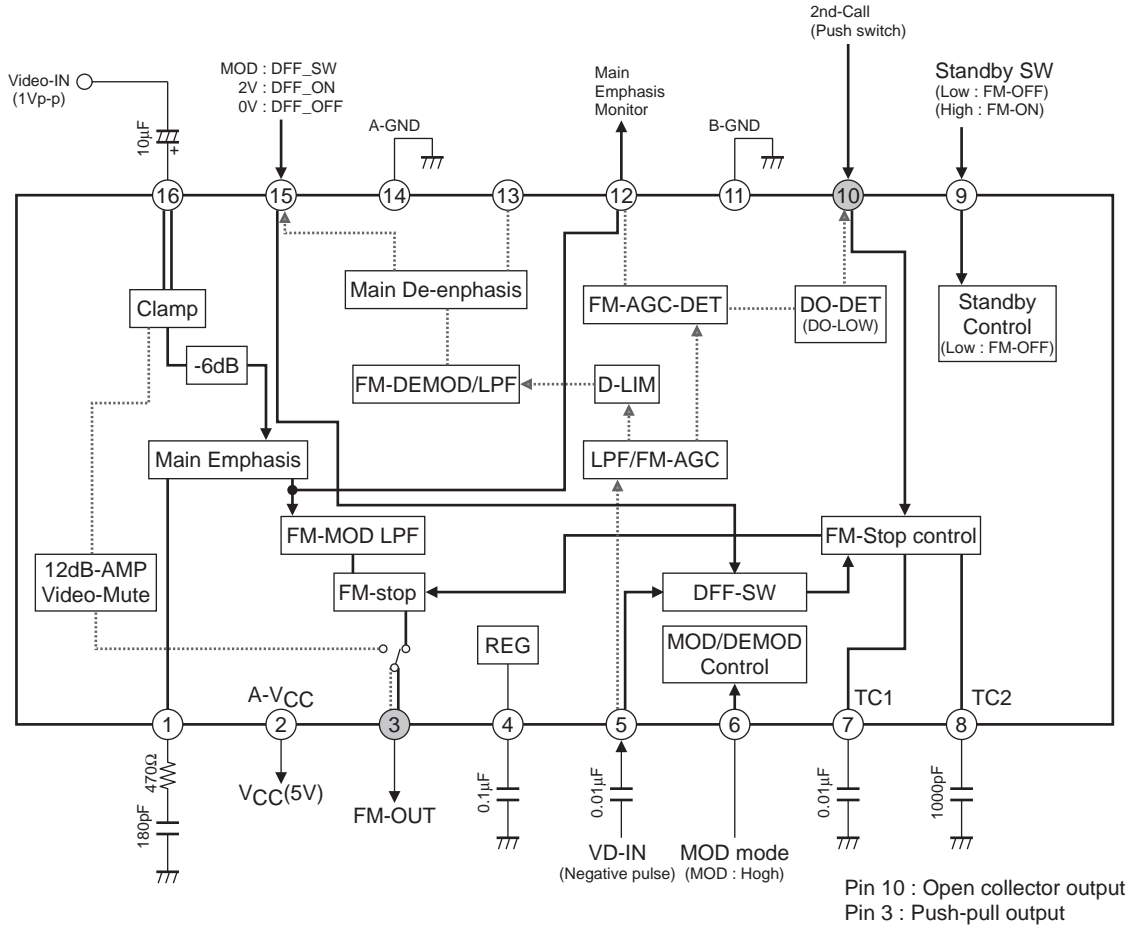 2nd-Call
(Push switch)
Video-IN
(1Vp-p)
MOD : DFF_SW
2V : DFF_ON
0V : DFF_OFF
Main
Emphasis
Monitor
Standby SW
(Low : FM-OFF)
(High : FM-ON)
10µF
+
A-GND
B-GND
16
15
14
13
12
11
10
9
Clamp
Main De-enphasis
FM-AGC-DET
DO-DET
(DO-LOW)
Standby
Control
(Low : FM-OFF)
-6dB
FM-DEMOD/LPF
D-LIM
Main Emphasis
LPF/FM-AGC
FM-MOD LPF
FM-Stop control
12dB-AMP
Video-Mute
FM-stop
DFF-SW
REG
MOD/DEMOD
Control
A-VCC
TC1
TC2
1
2
3
4
5
6
7
8
470Ω
180pF
VCC(5V)
FM-OUT
0.1µF
0.01µF
0.01µF
1000pF
VD-IN
(Negative pulse)
MOD mode
(MOD : Hogh)
Pin 10 : Open collector output
Pin 3 : Push-pull output